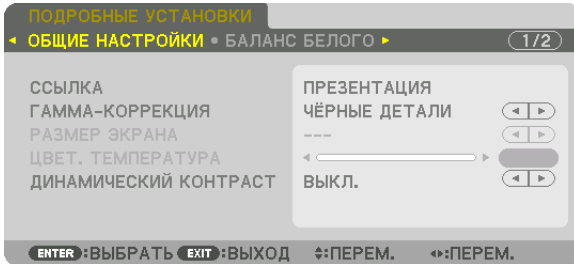 ПОДРОБНЫЕ УСТАНОВКИ
ОБЩИЕ НАСТРОЙКИ • БАЛАНС БЕЛОГО 1/2
ССЫЛКА ПРЕЗЕНТАЦИЯ
ГАММА-КОРРЕКЦИЯ ЧЁРНЫЕ ДЕТАЛИ
РАЗМЕР ЭКРАНА ---
ЦВЕТ. ТЕМПЕРАТУРА
ДИНАМИЧЕСКИЙ КОНТРАСТ ВЫКЛ.
ENTER :ВЫБРАТЬ EXIT :ВЫХОД :ПЕРЕМ. :ПЕРЕМ.